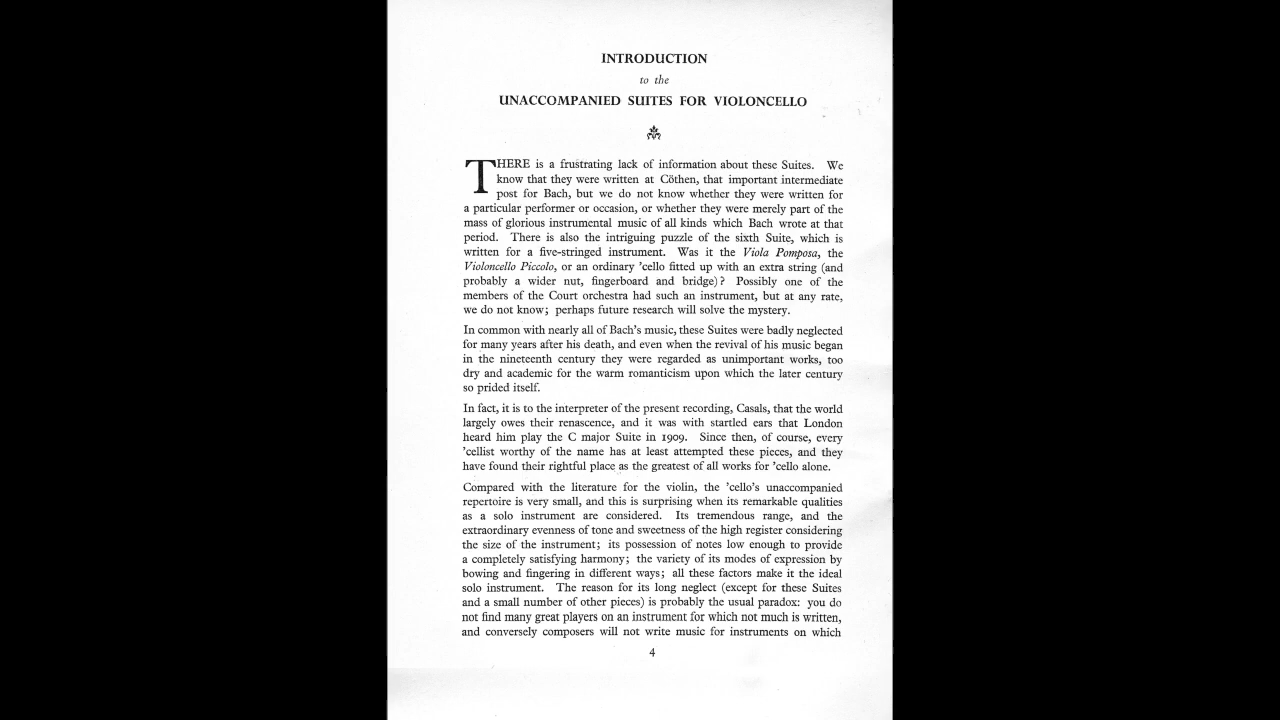 INTRODUCTION
to the
UNACCOMPANIED SUITES FOR VIOLONCELLO
THERE is a frustrating lack of information about these Suites. We
know that they were written at Cöthen, that important intermediate
post for Bach, but we do not know whether they were written for
a particular performer or occasion, or whether they were merely part of the
mass of glorious instrumental music of all kinds which Bach wrote at that
period. There is also the intriguing puzzle of the sixth Suite, which is
written for a five-stringed instrument. Was it the Viola Pomposa, the
Violoncello Piccolo, or an ordinary 'cello fitted up with an extra string (and
probably a wider nut, fingerboard and bridge)? Possibly one of the
members of the Court orchestra had such an instrument, but at any rate,
we do not know; perhaps future research will solve the mystery.
In common with nearly all of Bach's music, these Suites were badly neglected
for many years after his death, and even when the revival of his music began
in the nineteenth century they were regarded as unimportant works, too
dry and academic for the warm romanticism upon which the later century
so prided itself.
In fact, it is to the interpreter of the present recording, Casals, that the world
largely owes their renascence, and it was with startled ears that London
heard him play the C major Suite in 1909. Since then, of course, every
'cellist worthy of the name has at least attempted these pieces, and they
have found their rightful place as the greatest of all works for 'cello alone.
Compared with the literature for the violin, the 'cello's unaccompanied
repertoire is very small, and this is surprising when its remarkable qualities
as a solo instrument are considered. Its tremendous range, and the
extraordinary evenness of tone and sweetness of the high register considering
the size of the instrument; its possession of notes low enough to provide
a completely satisfying harmony; the variety of its modes of expression by
bowing and fingering in different ways; all these factors make it the ideal
solo instrument. The reason for its long neglect (except for these Suites
and a small number of other pieces) is probably the usual paradox: you do
not find many great players on an instrument for which not much is written,
and conversely composers will not write music for instruments on which
4